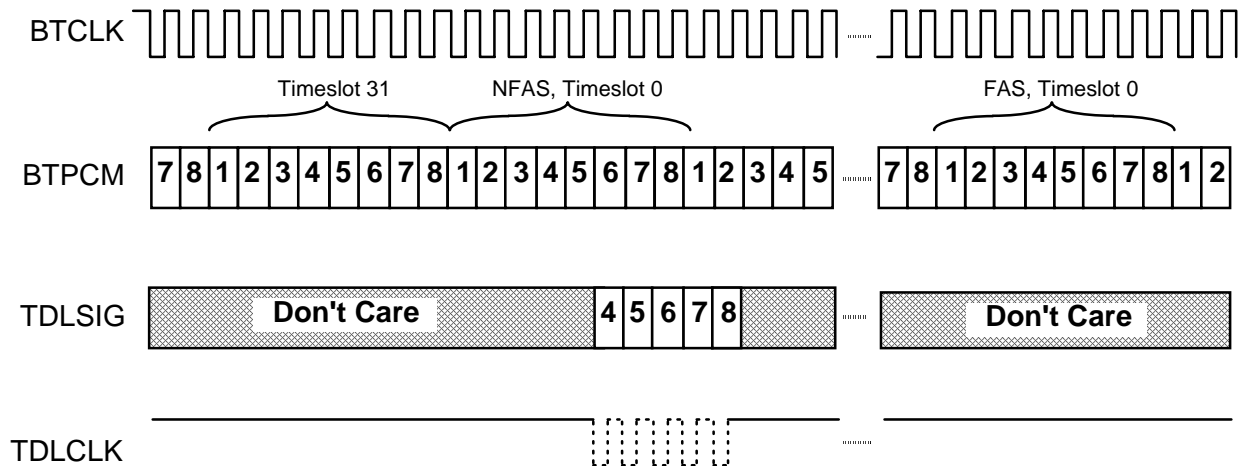 BTCLK
Timeslot 31 NFAS, Timeslot 0 FAS, Timeslot 0
BTPCM 7 8 1 2 3 4 5 6 7 8 1 2 3 4 5 6 7 8 1 2 3 4 5 7 8 1 2 3 4 5 6 7 8 1 2
TDLSIG Don't Care 4 5 6 7 8 Don't Care
TDLCLK